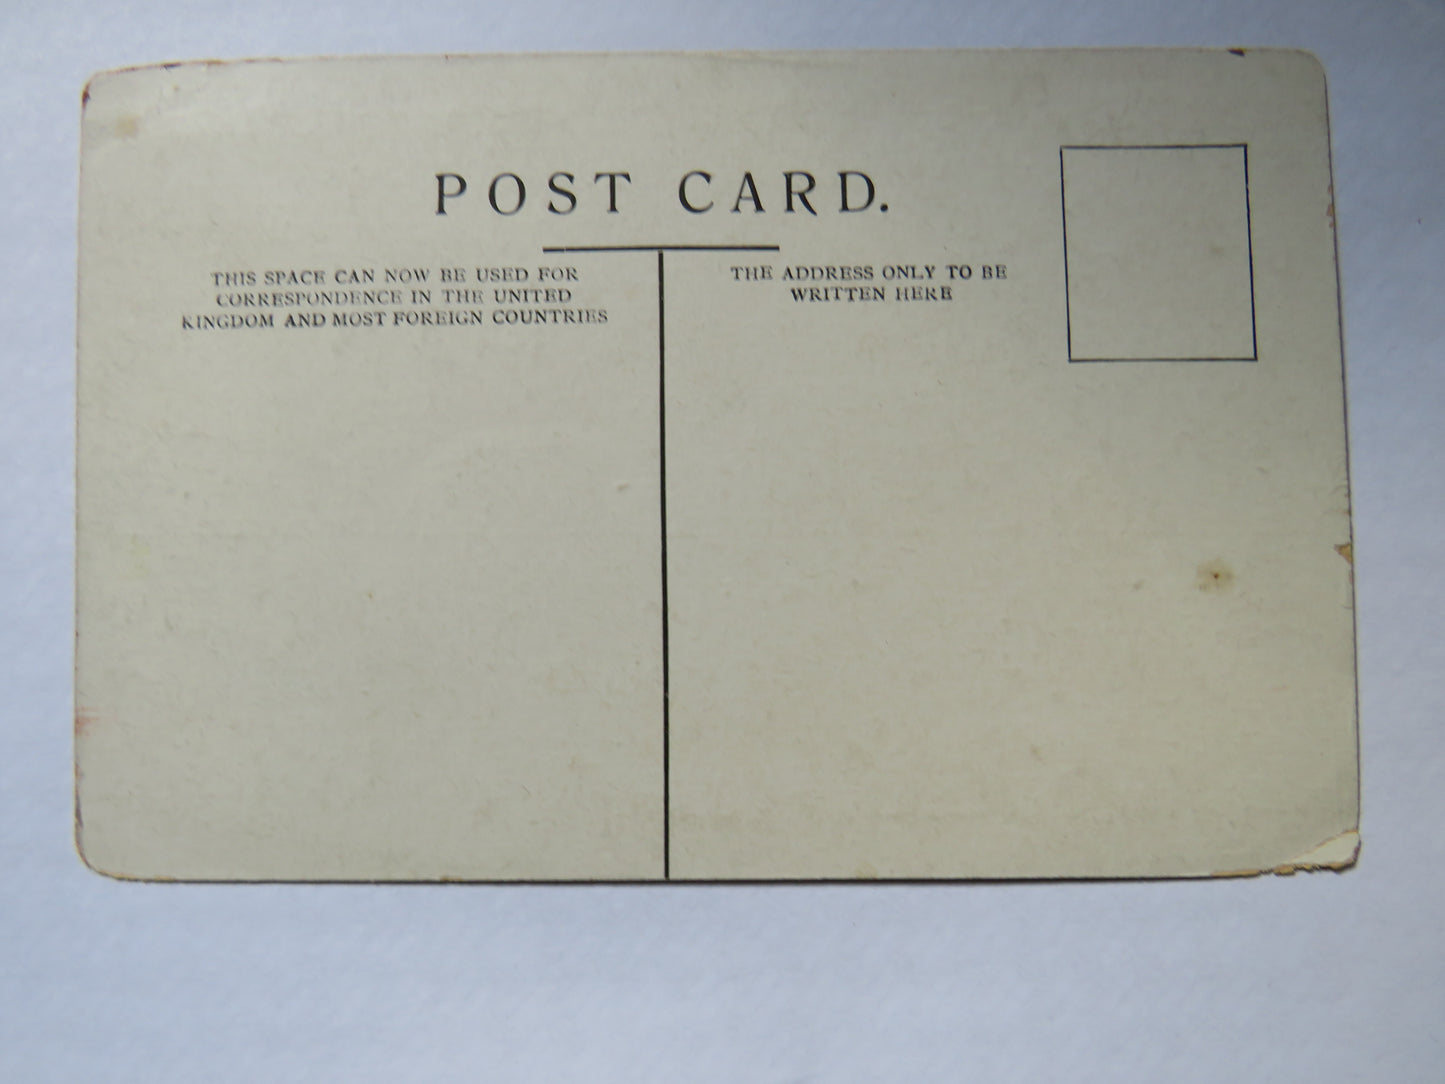 POST CARD.
THIS SPACE CAN NOW BE USED FOR
CORRESPONDENCE IN THE UNITED
KINGDOM AND MOST FOREIGN COUNTRIES
THE ADDRESS ONLY TO BE
WRITTEN HERE